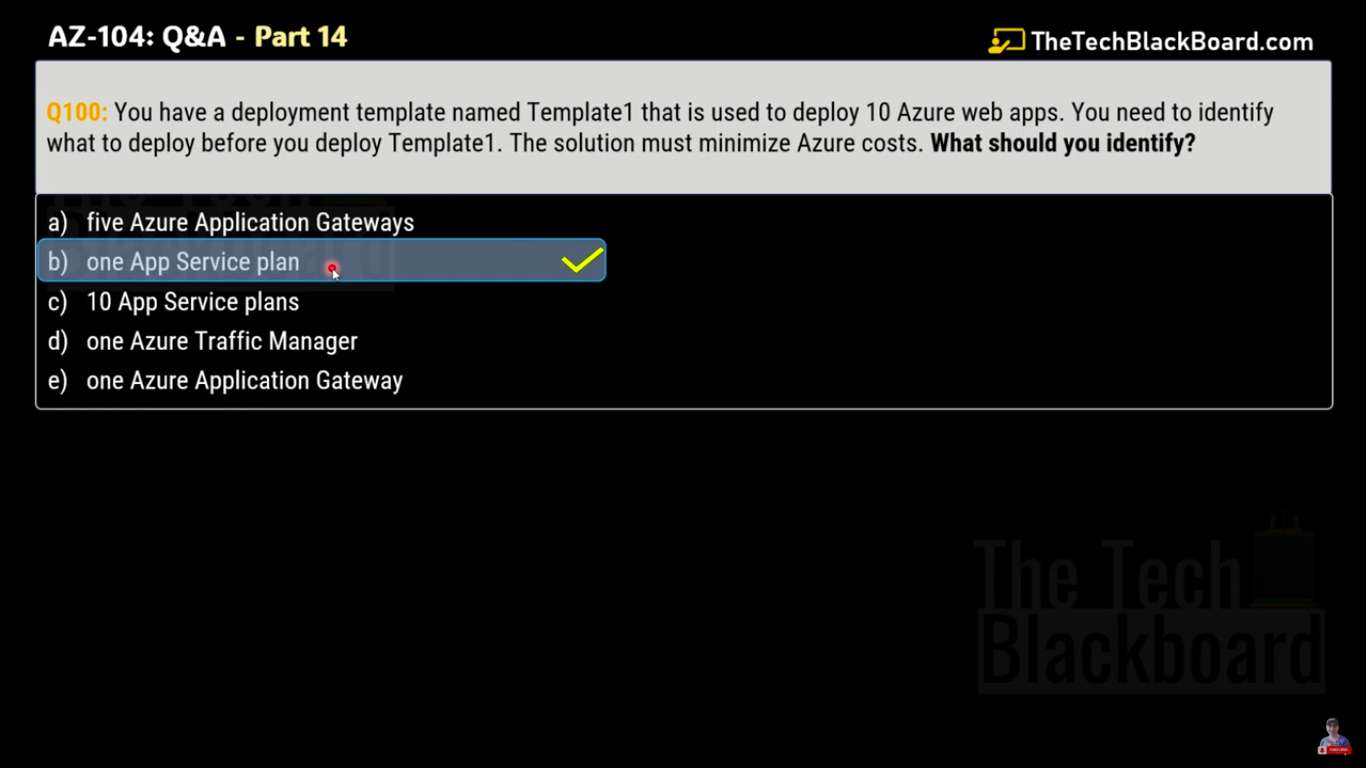 AZ-104: Q&A - Part 14
TheTechBlackBoard.com
Q100: You have a deployment template named Template1 that is used to deploy 10 Azure web apps. You need to identify
what to deploy before you deploy Template1. The solution must minimize Azure costs. What should you identify?
a) five Azure Application Gateways
b) one App Service plan
c) 10 App Service plans
d) one Azure Traffic Manager
e) one Azure Application Gateway
The Tech
Blackboard